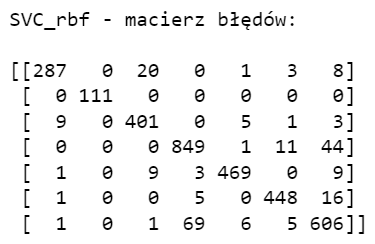 SVC_rbf - macierz błędów:
[[287 0 20 0 1 3 8]
[ 0 111 0 0 0 0 0]
[ 9 0 401 0 5 1 3]
[ 0 0 0 849 1 11 44]
[ 1 0 9 3 469 0 9]
[ 1 0 0 5 0 448 16]
[ 1 0 1 69 6 5 606]]